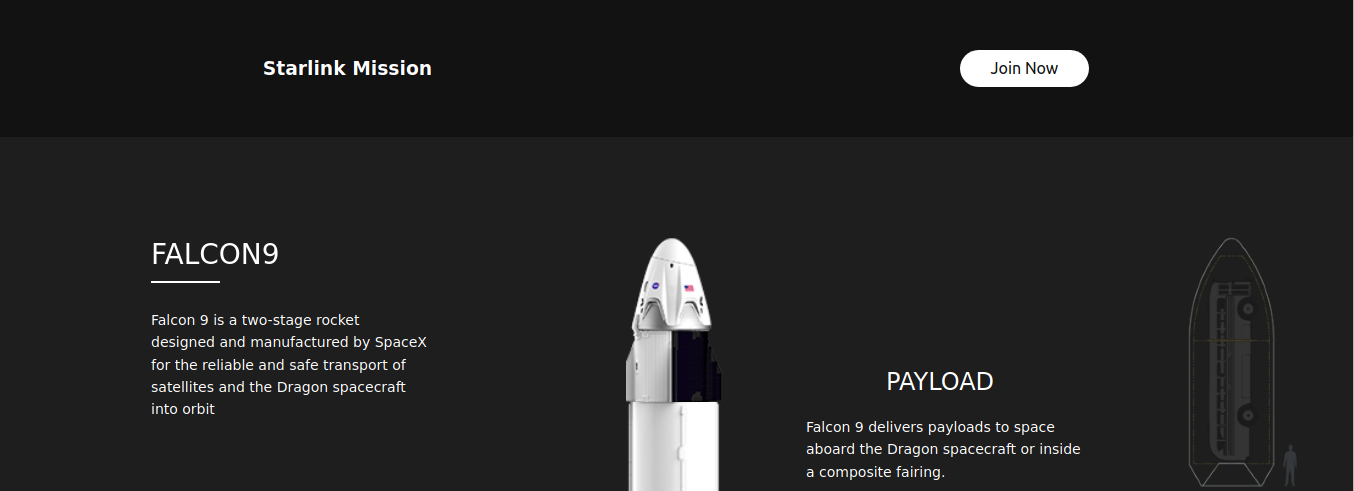 Starlink Mission
Join Now
FALCON9
Falcon 9 is a two-stage rocket
designed and manufactured by SpaceX
for the reliable and safe transport of
satellites and the Dragon spacecraft
into orbit
PAYLOAD
Falcon 9 delivers payloads to space
aboard the Dragon spacecraft or inside
a composite fairing.